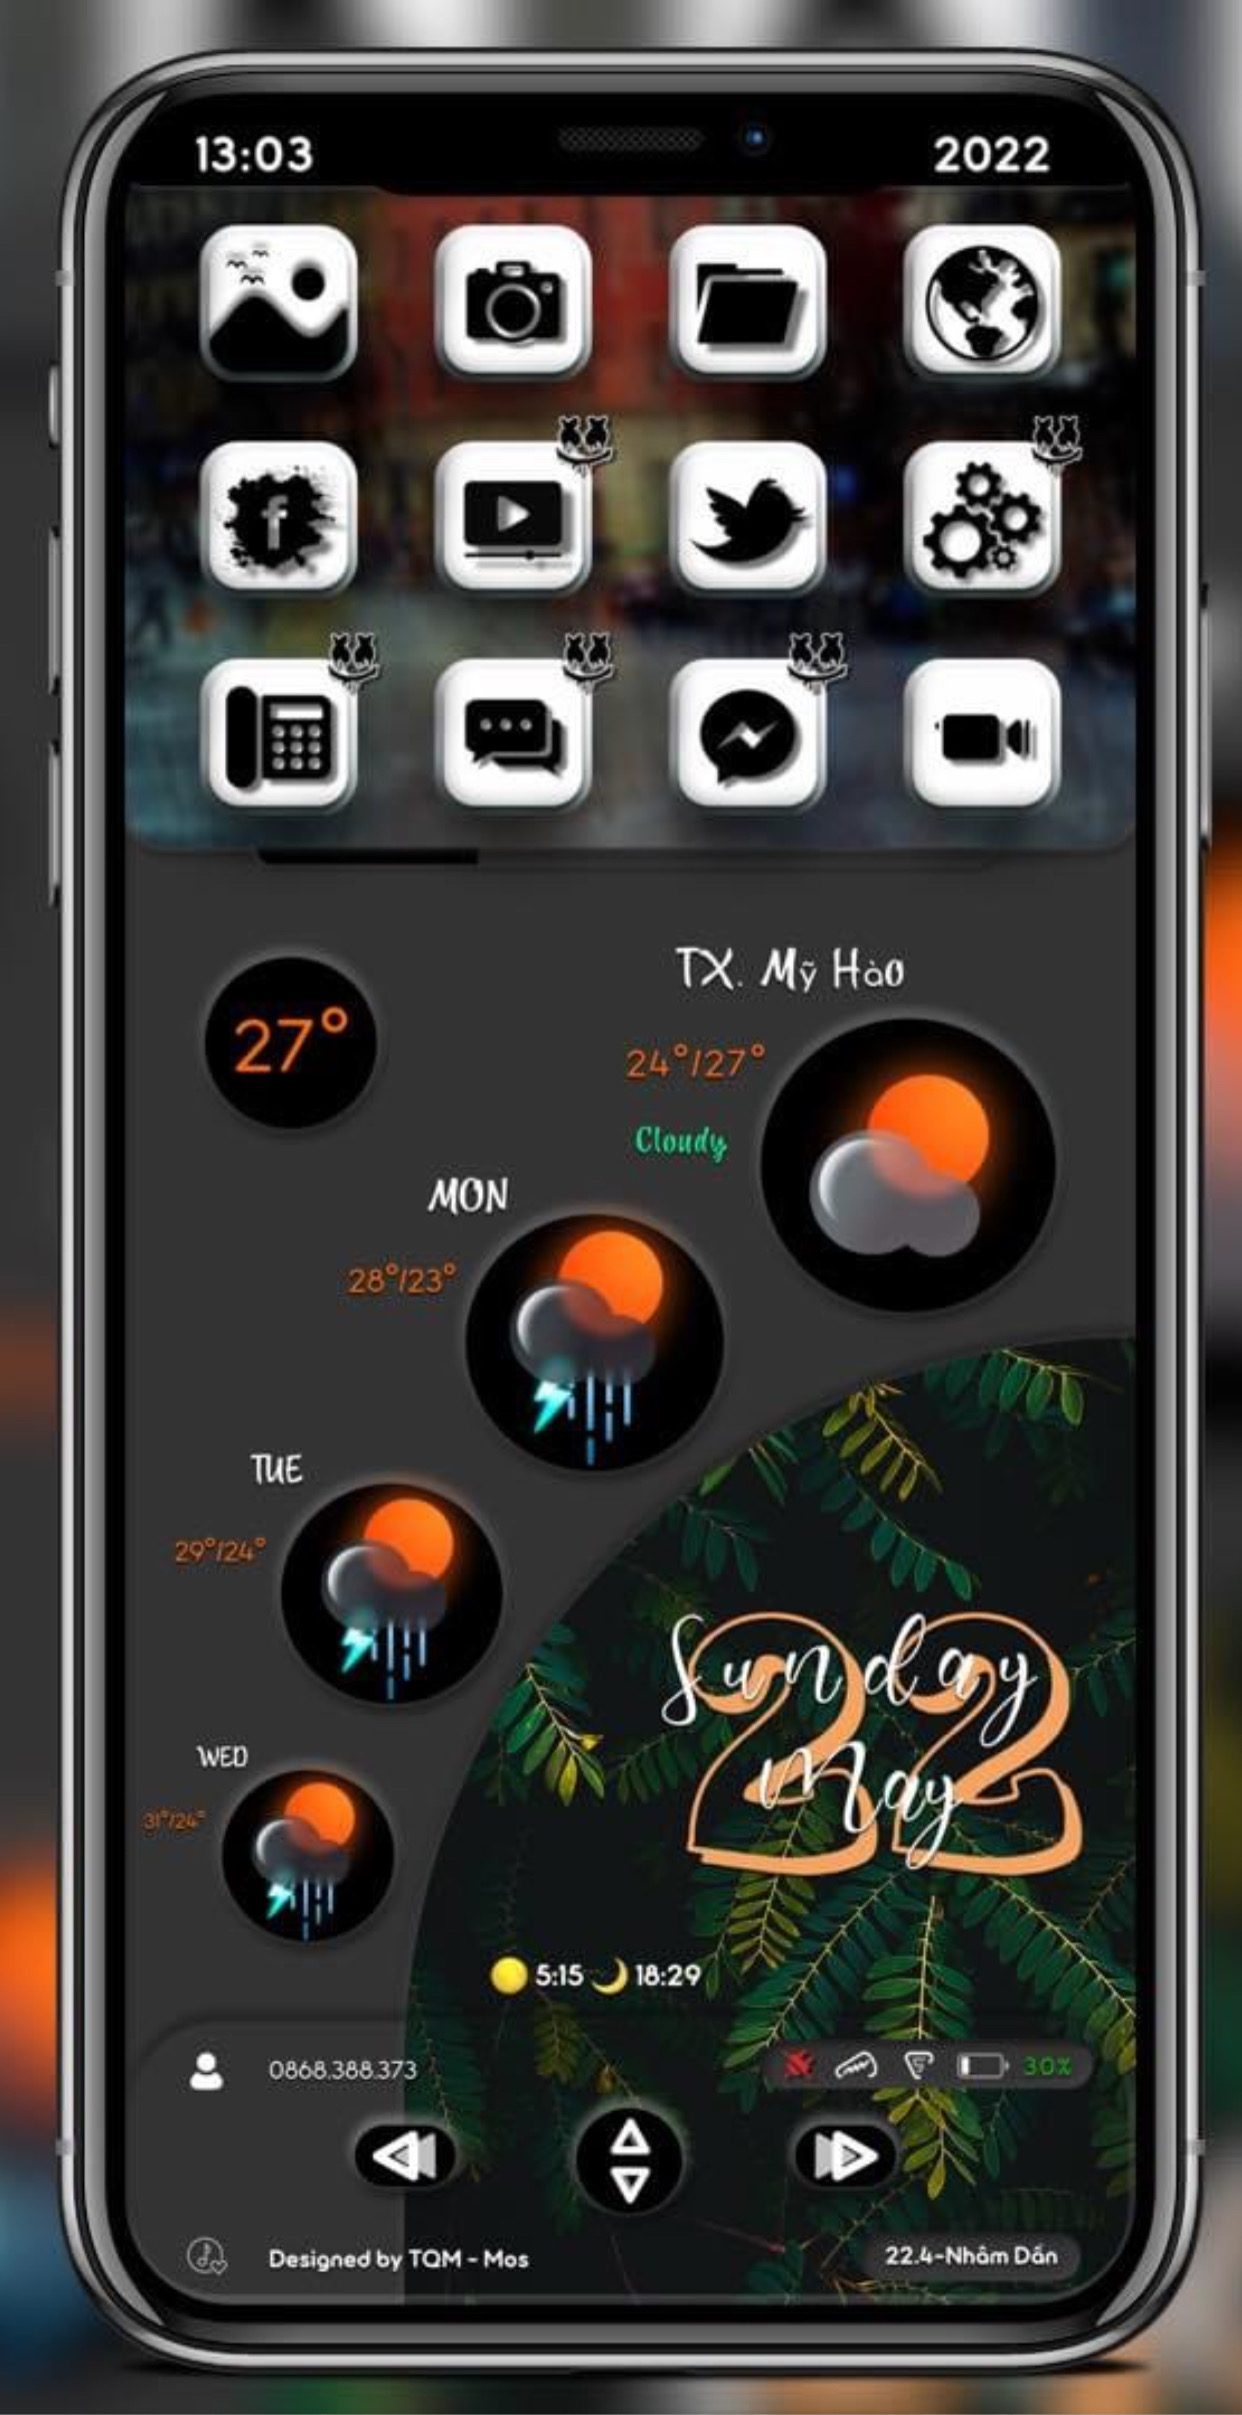 13:03
2022
f
TX. Mỹ Hào
27°
24°/27°
Cloudy
MON
28°/23°
TUE
29°/24°
Sunday
22
May
WED
31°/24°
5:15 18:29
0868.388.373
30%
Designed by TQM - Mos
22.4-Nhâm Dần